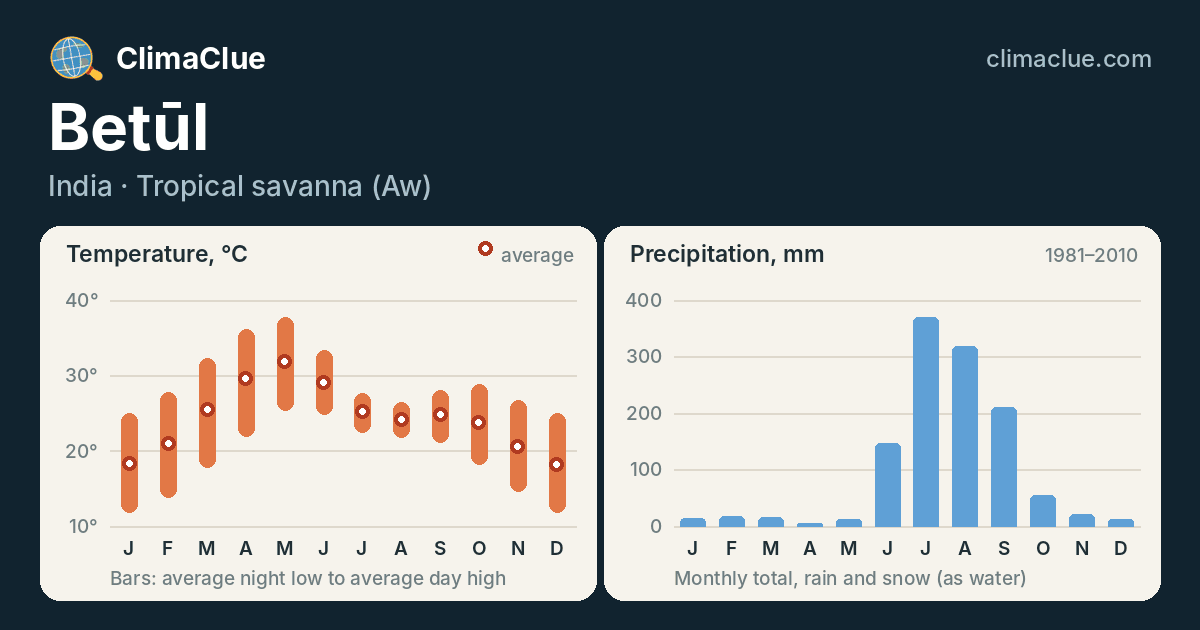 ClimaClue
climaclue.com
Betūl
India · Tropical savanna (Aw)
Temperature, °C
average
40°
30°
20°
10°
J F M A M J J A S O N D
Bars: average night low to average day high
Precipitation, mm
1981–2010
400
300
200
100
0
J F M A M J J A S O N D
Monthly total, rain and snow (as water)